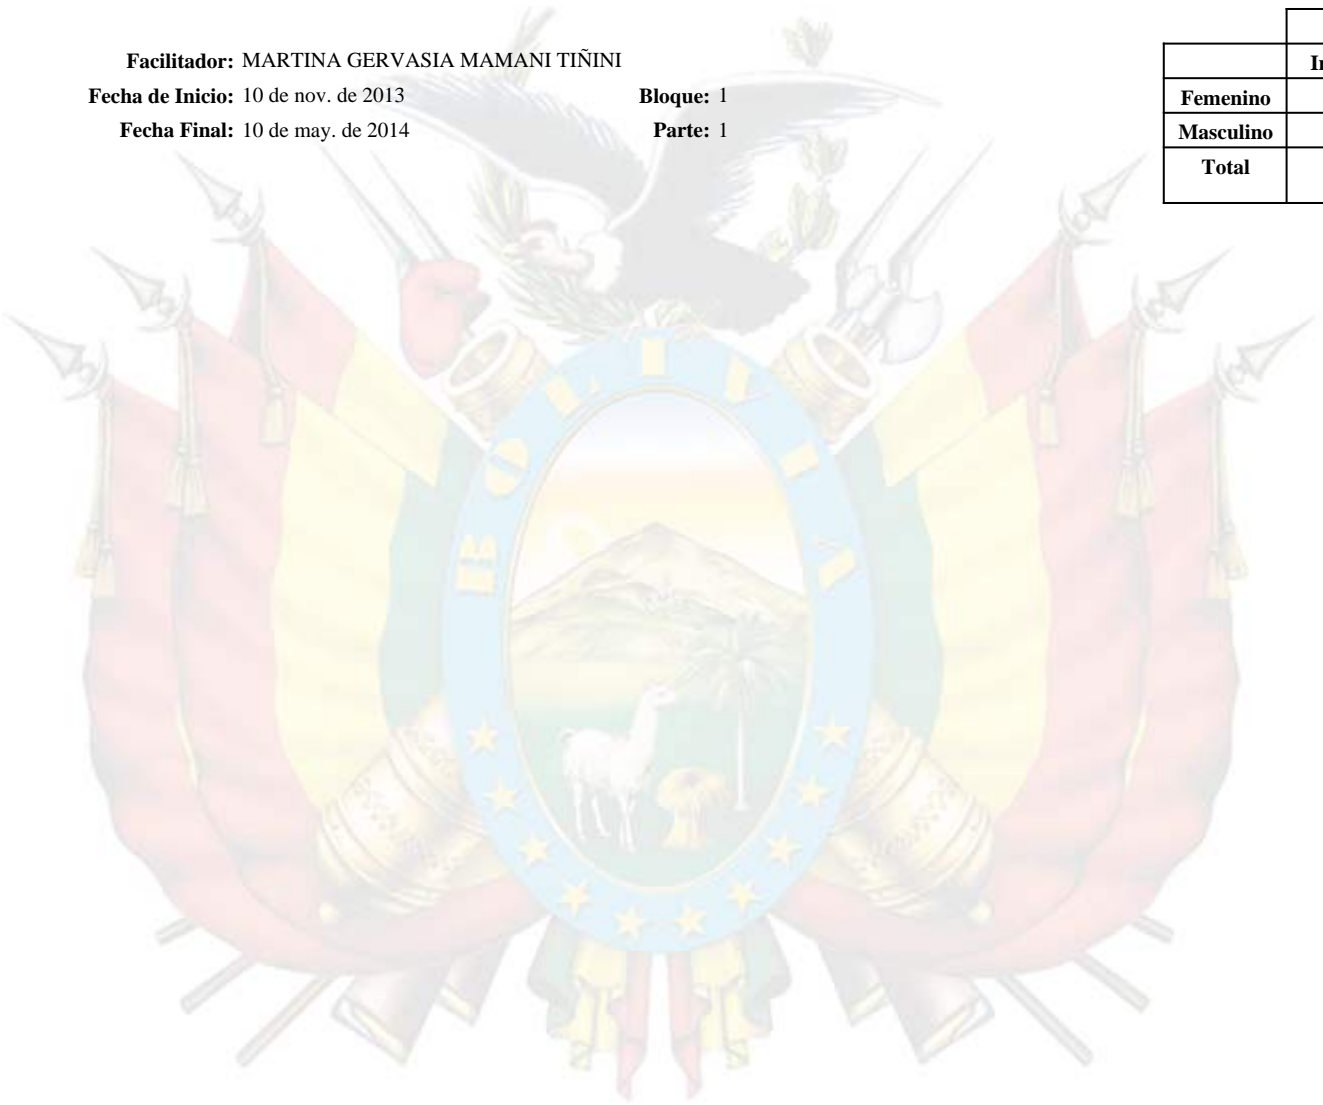 Facilitador: MARTINA GERVASIA MAMANI TIÑINI
Fecha de Inicio: 10 de nov. de 2013 Bloque: 1
Fecha Final: 10 de may. de 2014 Parte: 1
Femenino
Masculino
Total
BOLIVIA